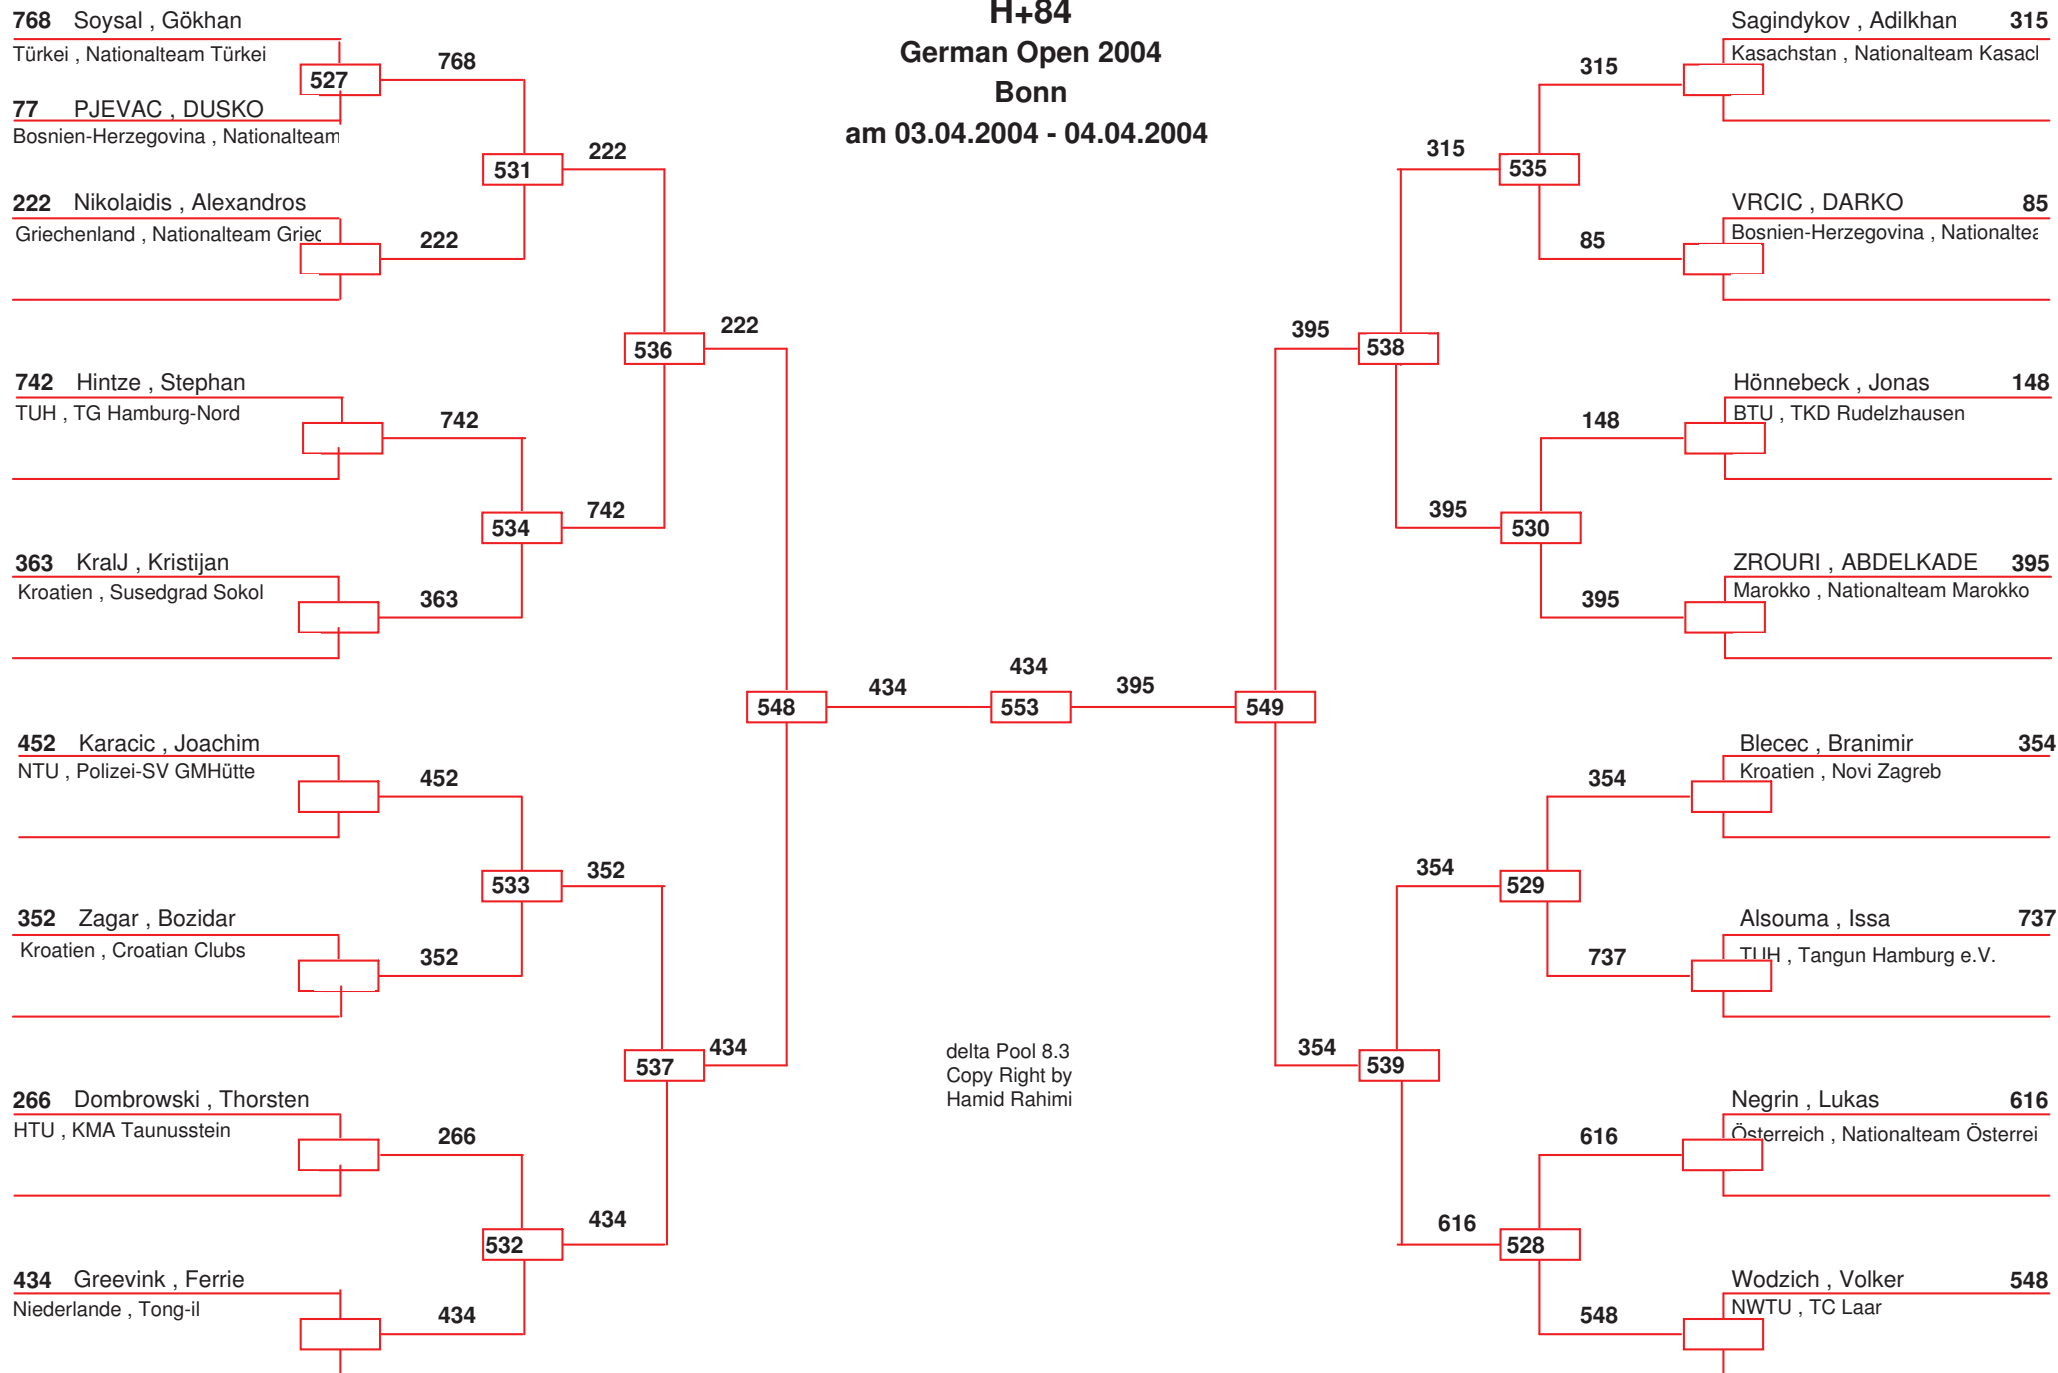 H+84
German Open 2004
Bonn
am 03.04.2004 - 04.04.2004
768 Soysal , Gökhan
Türkei , Nationalteam Türkei
527
768
77 PJEVAC , DUSKO
Bosnien-Herzegovina , Nationalteam
531
222
222 Nikolaidis , Alexandros
Griechenland , Nationalteam Griec
222
536
222
742 Hintze , Stephan
TUH , TG Hamburg-Nord
742
534
742
363 KralJ , Kristijan
Kroatien , Susedgrad Sokol
363
548
434
434
553
395
549
452 Karacic , Joachim
NTU , Polizei-SV GMHütte
452
533
352
352 Zagar , Bozidar
Kroatien , Croatian Clubs
352
537
434
266 Dombrowski , Thorsten
HTU , KMA Taunusstein
266
532
434
434 Greevink , Ferrie
Niederlande , Tong-il
434
delta Pool 8.3
Copy Right by
Hamid Rahimi
Sagindykov , Adilkhan 315
Kasachstan , Nationalteam Kasacl
315
315
535
VRCIC , DARKO 85
Bosnien-Herzegovina , Nationaltea
85
395
538
Hönnebeck , Jonas 148
BTU , TKD Rudelzhausen
148
395
530
ZROURI , ABDELKADE 395
Marokko , Nationalteam Marokko
395
Blecec , Branimir 354
Kroatien , Novi Zagreb
354
354
529
Alsouma , Issa 737
TUH , Tangun Hamburg e.V.
737
354
539
Negrin , Lukas 616
Österreich , Nationalteam Österrei
616
616
528
Wodzich , Volker 548
NWTU , TC Laar
548